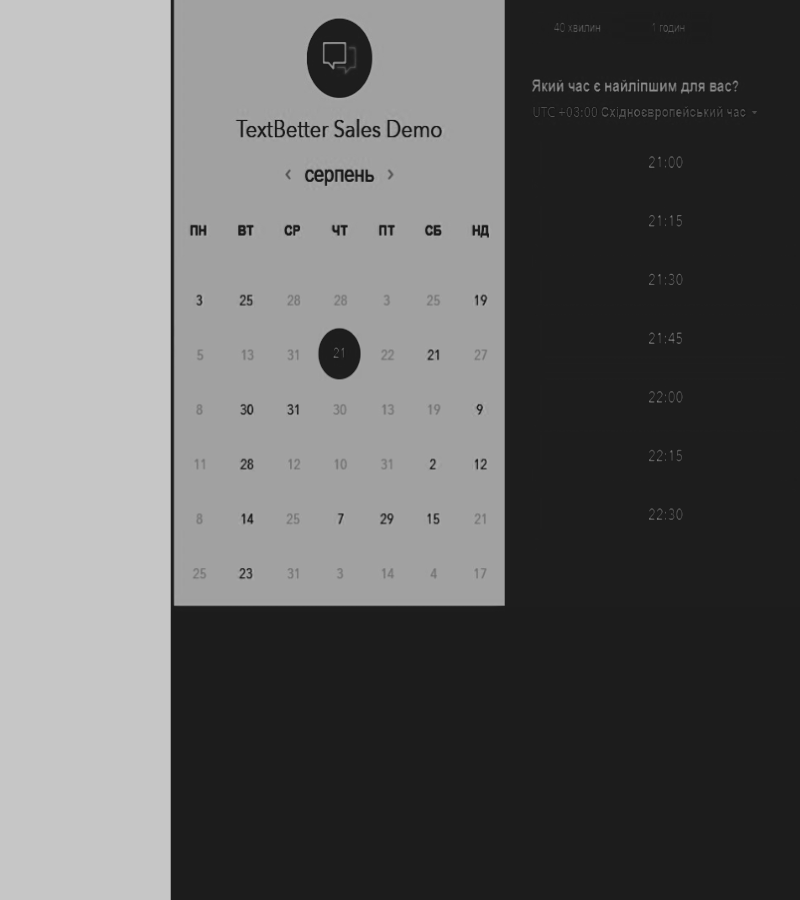 TextBetter Sales Demo
‹ серпень ›
ПН ВТ СР ЧТ ПТ СБ НД
3 25 28 28 3 25 19
5 13 31 21 22 21 27
8 30 31 30 13 19 9
11 28 12 10 31 2 12
8 14 25 7 29 15 21
25 23 31 3 14 4 17
40 хвилин 1 годин
Який час є найліпшим для вас?
UTC +03:00 Східноєвропейський час
21:00
21:15
21:30
21:45
22:00
22:15
22:30